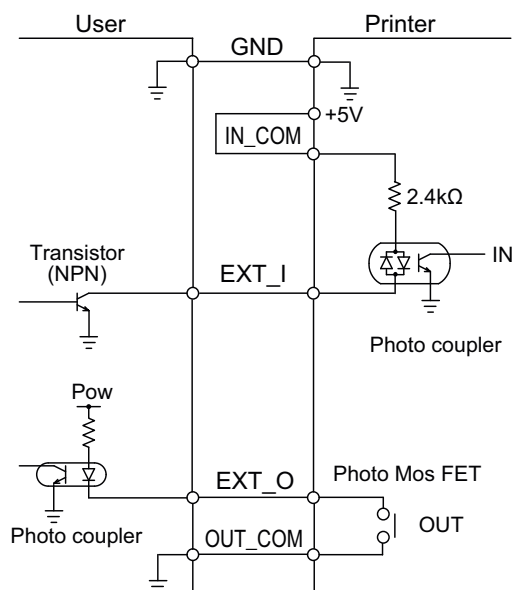 User
Printer
GND
+5V
IN_COM
2.4kΩ
Transistor
(NPN)
EXT_I
IN
Photo coupler
Pow
EXT_O
Photo Mos FET
Photo coupler
OUT_COM
OUT